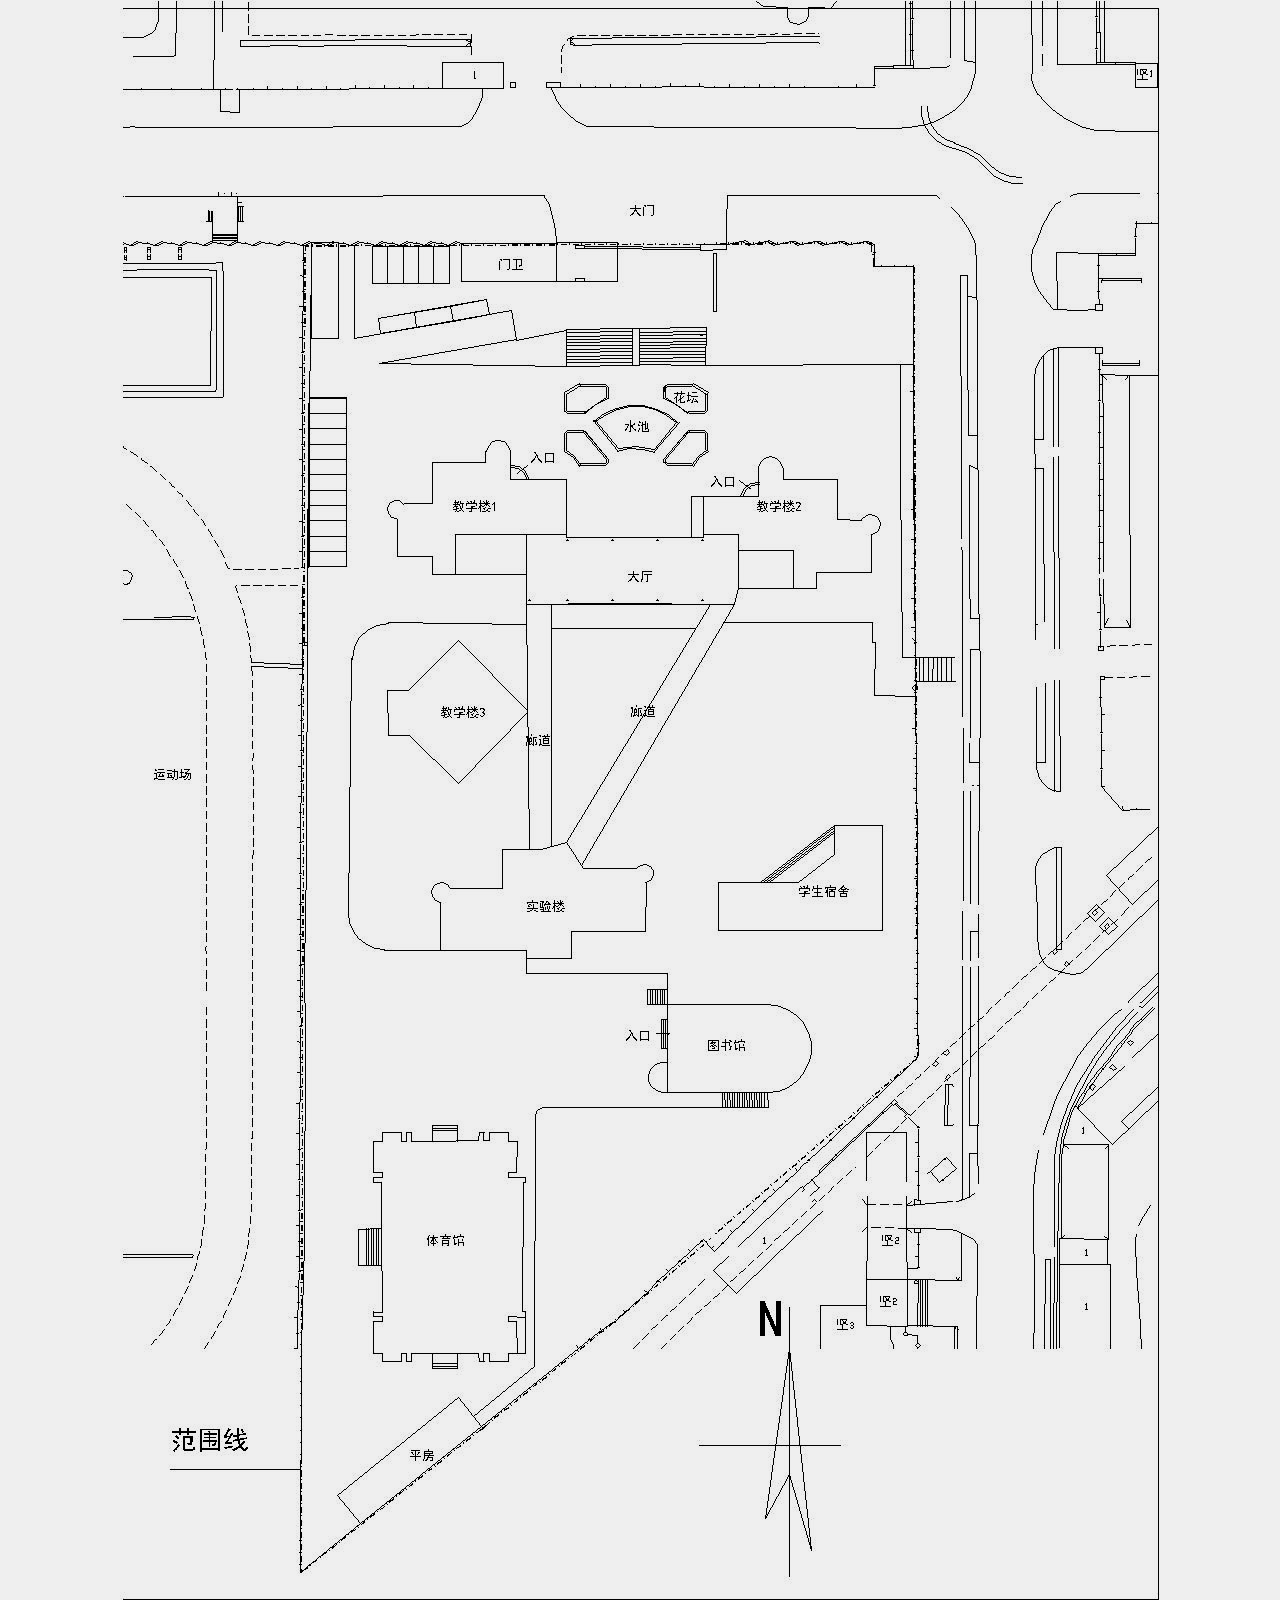 1
坚1
大门
门卫
花坛
水池
入口
入口
教学楼1
教学楼2
大厅
教学楼3
廊道
廊道
运动场
学生宿舍
实验楼
入口
图书馆
1
体育馆
1
坚2
1
坚2
1
坚3
N
范围线
平房